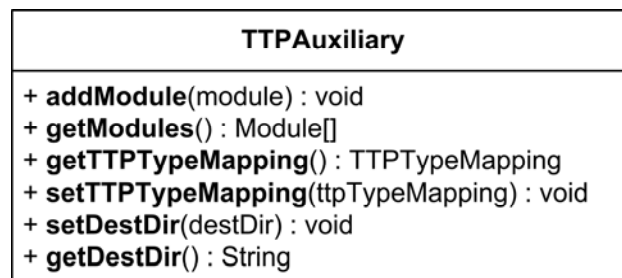 TTPAuxiliary
+ addModule(module) : void
+ getModules() : Module[]
+ getTTPTypeMapping() : TTPTypeMapping
+ setTTPTypeMapping(ttpTypeMapping) : void
+ setDestDir(destDir) : void
+ getDestDir() : String